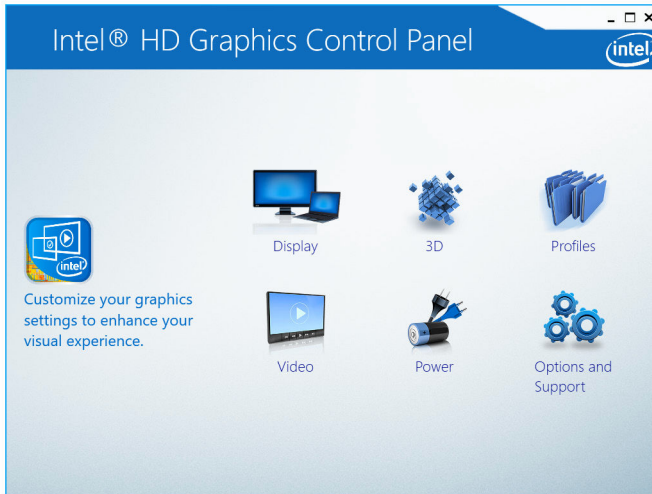 Intel® HD Graphics Control Panel
intel
Display
3D
Profiles
intel
Customize your graphics
settings to enhance your
visual experience.
Video
Power
Options and
Support